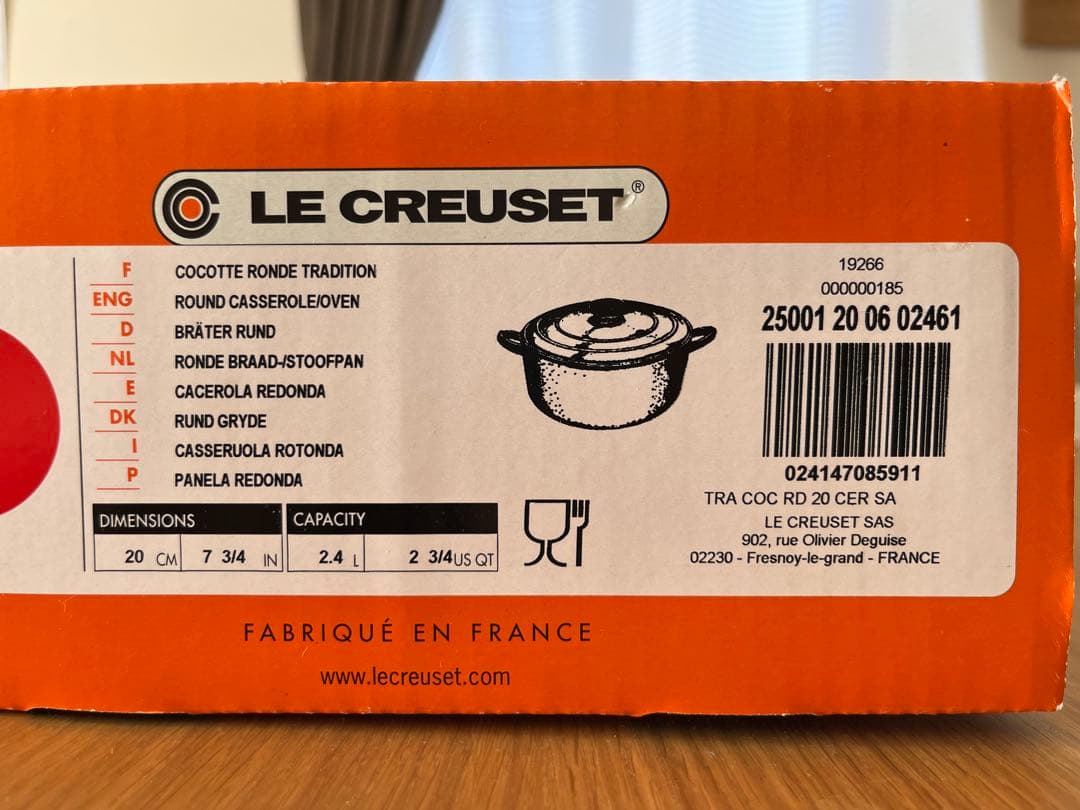 LE CREUSET®
F COCOTTE RONDE TRADITION
ENG ROUND CASSEROLE/OVEN
D BRÄTER RUND
NL RONDE BRAAD-/STOOFPAN
E CACEROLA REDONDA
DK RUND GRYDE
I CASSERUOLA ROTONDA
P PANELA REDONDA
DIMENSIONS
20 CM 7 3/4 IN
CAPACITY
2.4 L 2 3/4 US QT
19266
000000185
25001 20 06 02461
024147085911
TRA COC RD 20 CER SA
LE CREUSET SAS
902, rue Olivier Deguise
02230 - Fresnoy-le-grand - FRANCE
FABRIQUÉ EN FRANCE
www.lecreuset.com